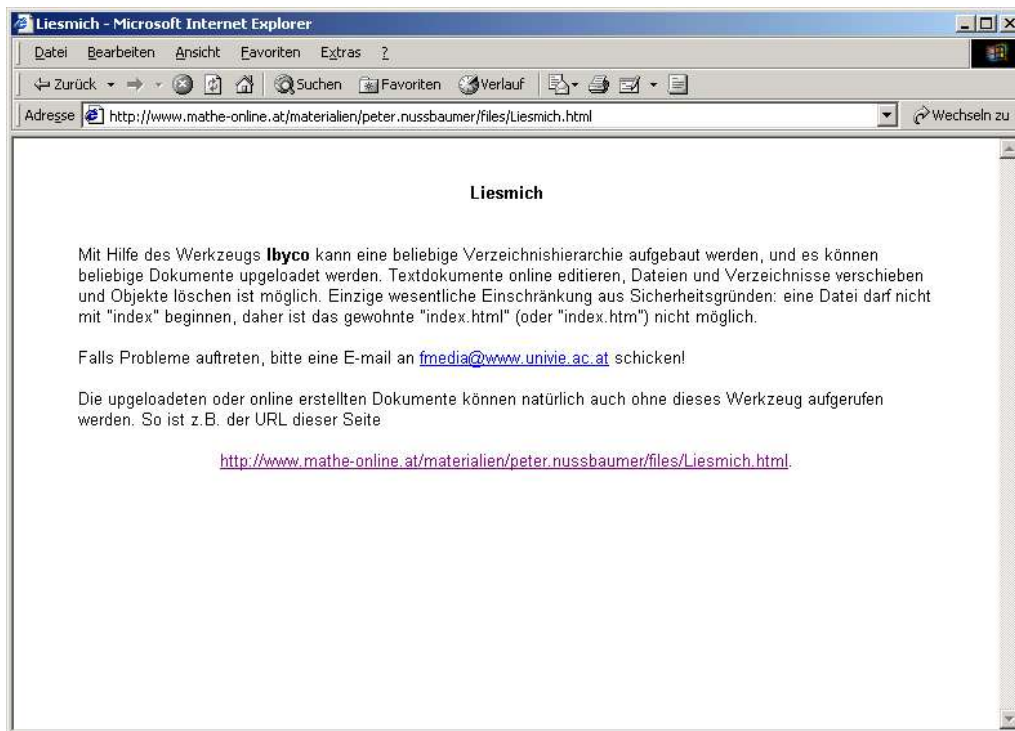 Liesmich - Microsoft Internet Explorer
Datei Bearbeiten Ansicht Favoriten Extras ?
Zurück Suchen Favoriten Verlauf
Adresse http://www.mathe-online.at/materialien/peter.nussbaumer/files/Liesmich.html Wechseln zu
Liesmich
Mit Hilfe des Werkzeugs Ibyco kann eine beliebige Verzeichnishierarchie aufgebaut werden, und es können
beliebige Dokumente upgeloadet werden. Textdokumente online editieren, Dateien und Verzeichnisse verschieben
und Objekte löschen ist möglich. Einzige wesentliche Einschränkung aus Sicherheitsgründen: eine Datei darf nicht
mit "index" beginnen, daher ist das gewohnte "index.html" (oder "index.htm") nicht möglich.
Falls Probleme auftreten, bitte eine E-mail an fmedia@www.univie.ac.at schicken!
Die upgeloadeten oder online erstellten Dokumente können natürlich auch ohne dieses Werkzeug aufgerufen
werden. So ist z.B. der URL dieser Seite
http://www.mathe-online.at/materialien/peter.nussbaumer/files/Liesmich.html.